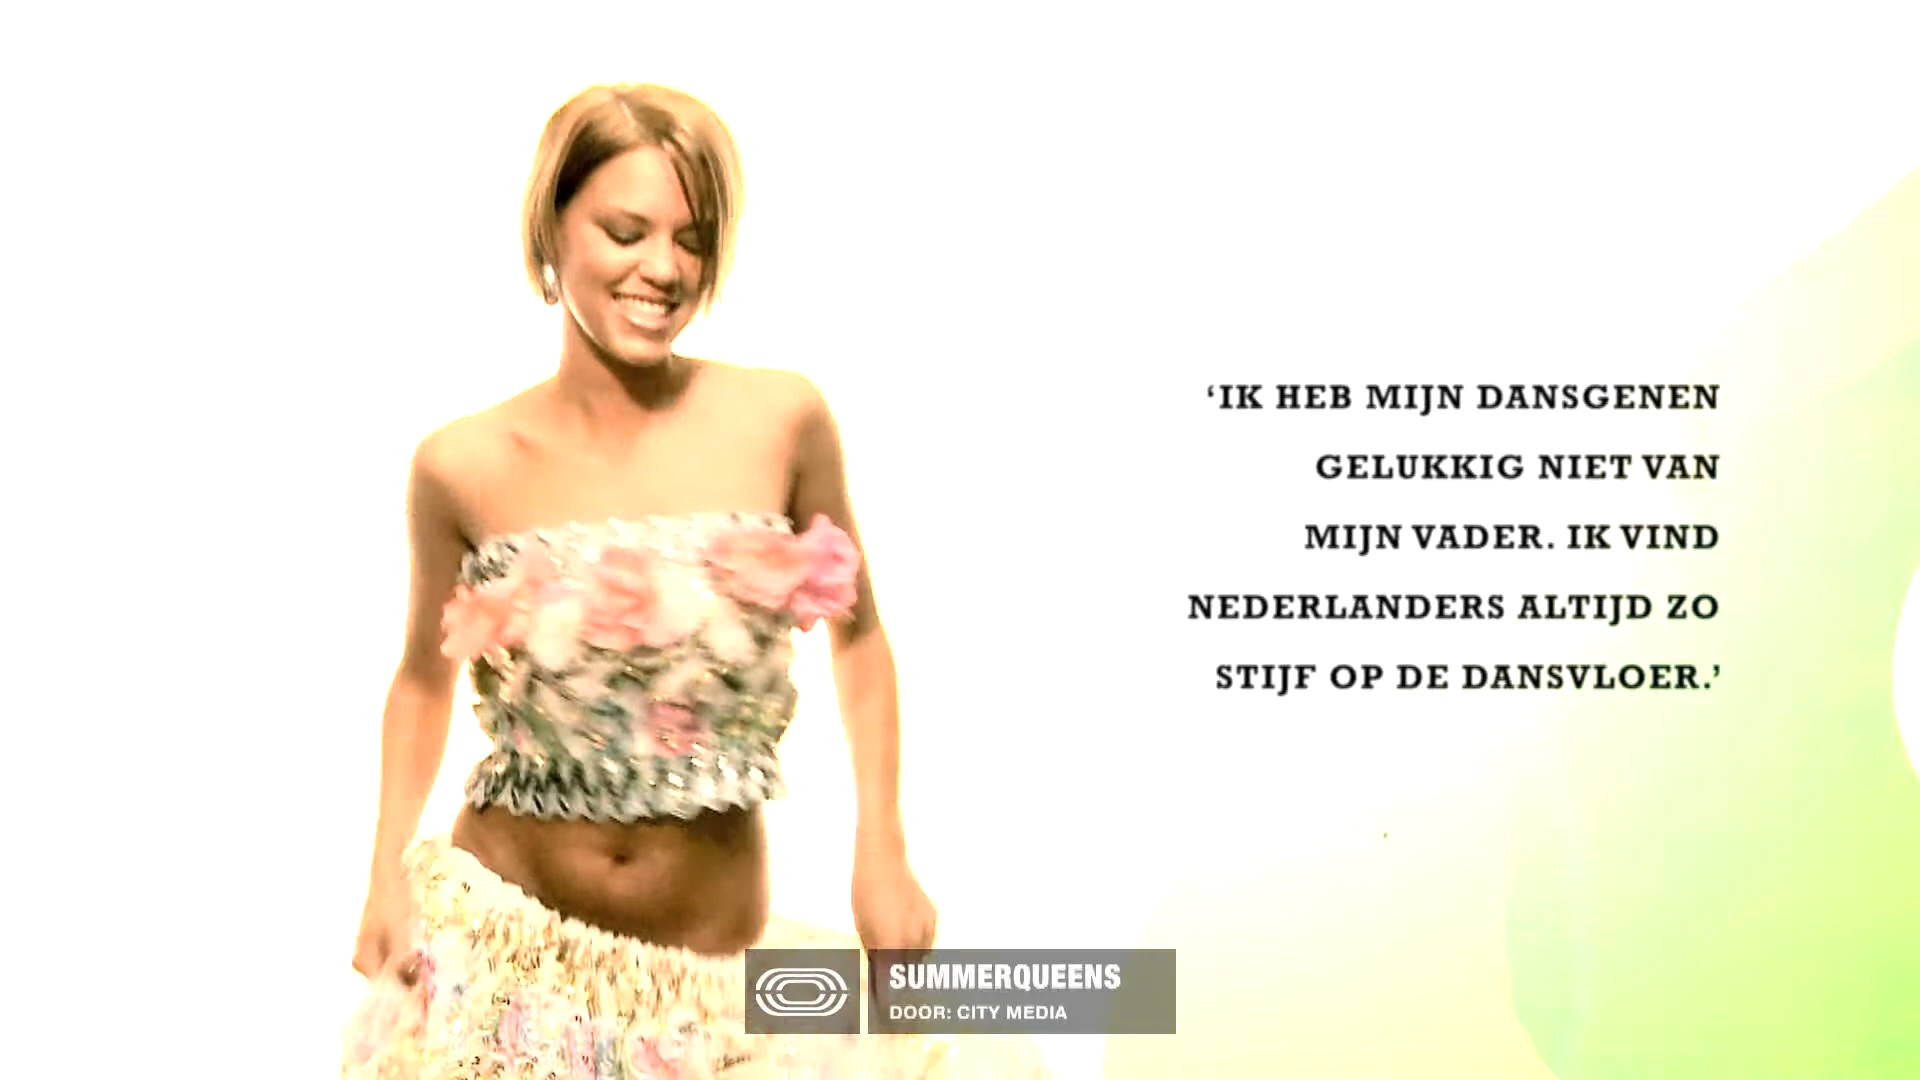 ‘IK HEB MIJN DANSGENEN
GELUKKIG NIET VAN
MIJN VADER. IK VIND
NEDERLANDERS ALTIJD ZO
STIJF OP DE DANSVLOER.’
SUMMERQUEENS
DOOR: CITY MEDIA